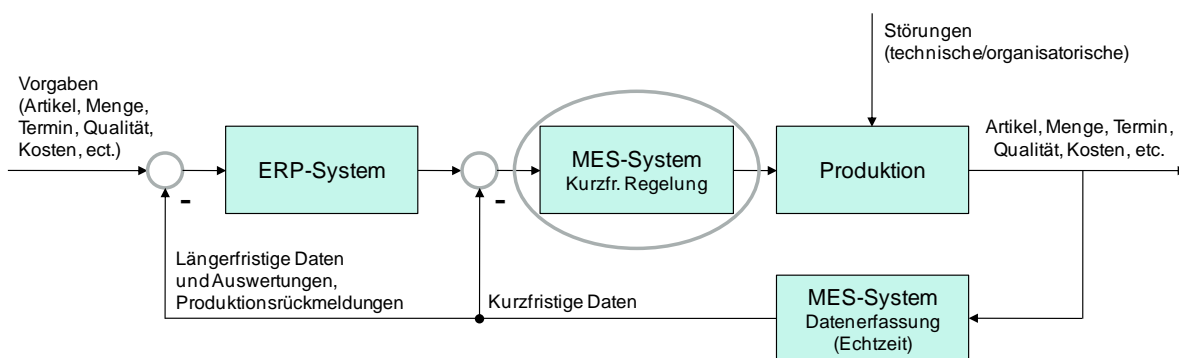 Störungen
(technische/organisatorische)
Vorgaben
(Artikel, Menge,
Termin, Qualität,
Kosten, ect.)
ERP-System
MES-System
Kurzfr. Regelung
Produktion
Artikel, Menge, Termin,
Qualität, Kosten, etc.
-
-
Längerfristige Daten
und Auswertungen,
Produktionsrückmeldungen
Kurzfristige Daten
MES-System
Datenerfassung
(Echtzeit)